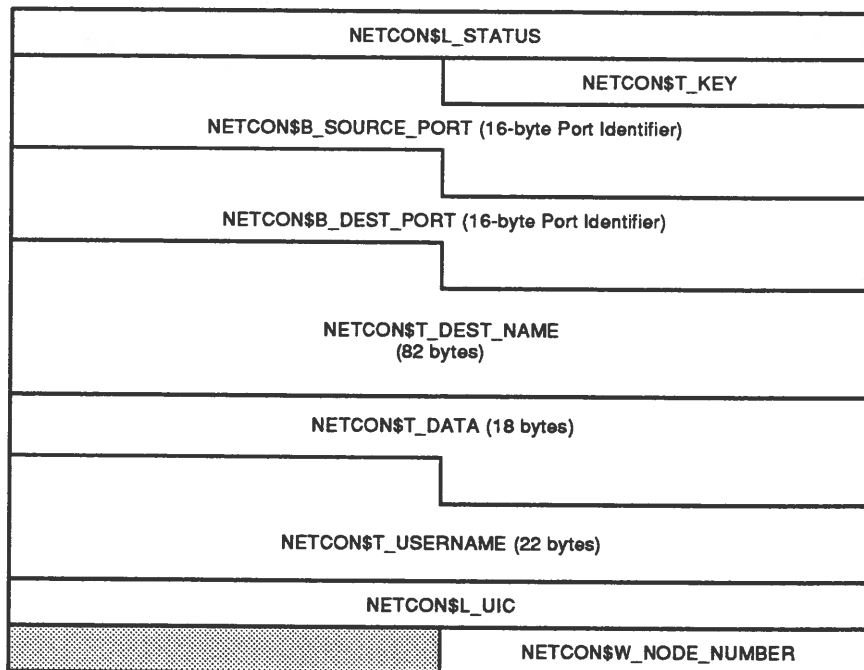 NETCON$L_STATUS
NETCON$T_KEY
NETCON$B_SOURCE_PORT (16-byte Port Identifier)
NETCON$B_DEST_PORT (16-byte Port Identifier)
NETCON$T_DEST_NAME
(82 bytes)
NETCON$T_DATA (18 bytes)
NETCON$T_USERNAME (22 bytes)
NETCON$L_UIC
NETCON$W_NODE_NUMBER